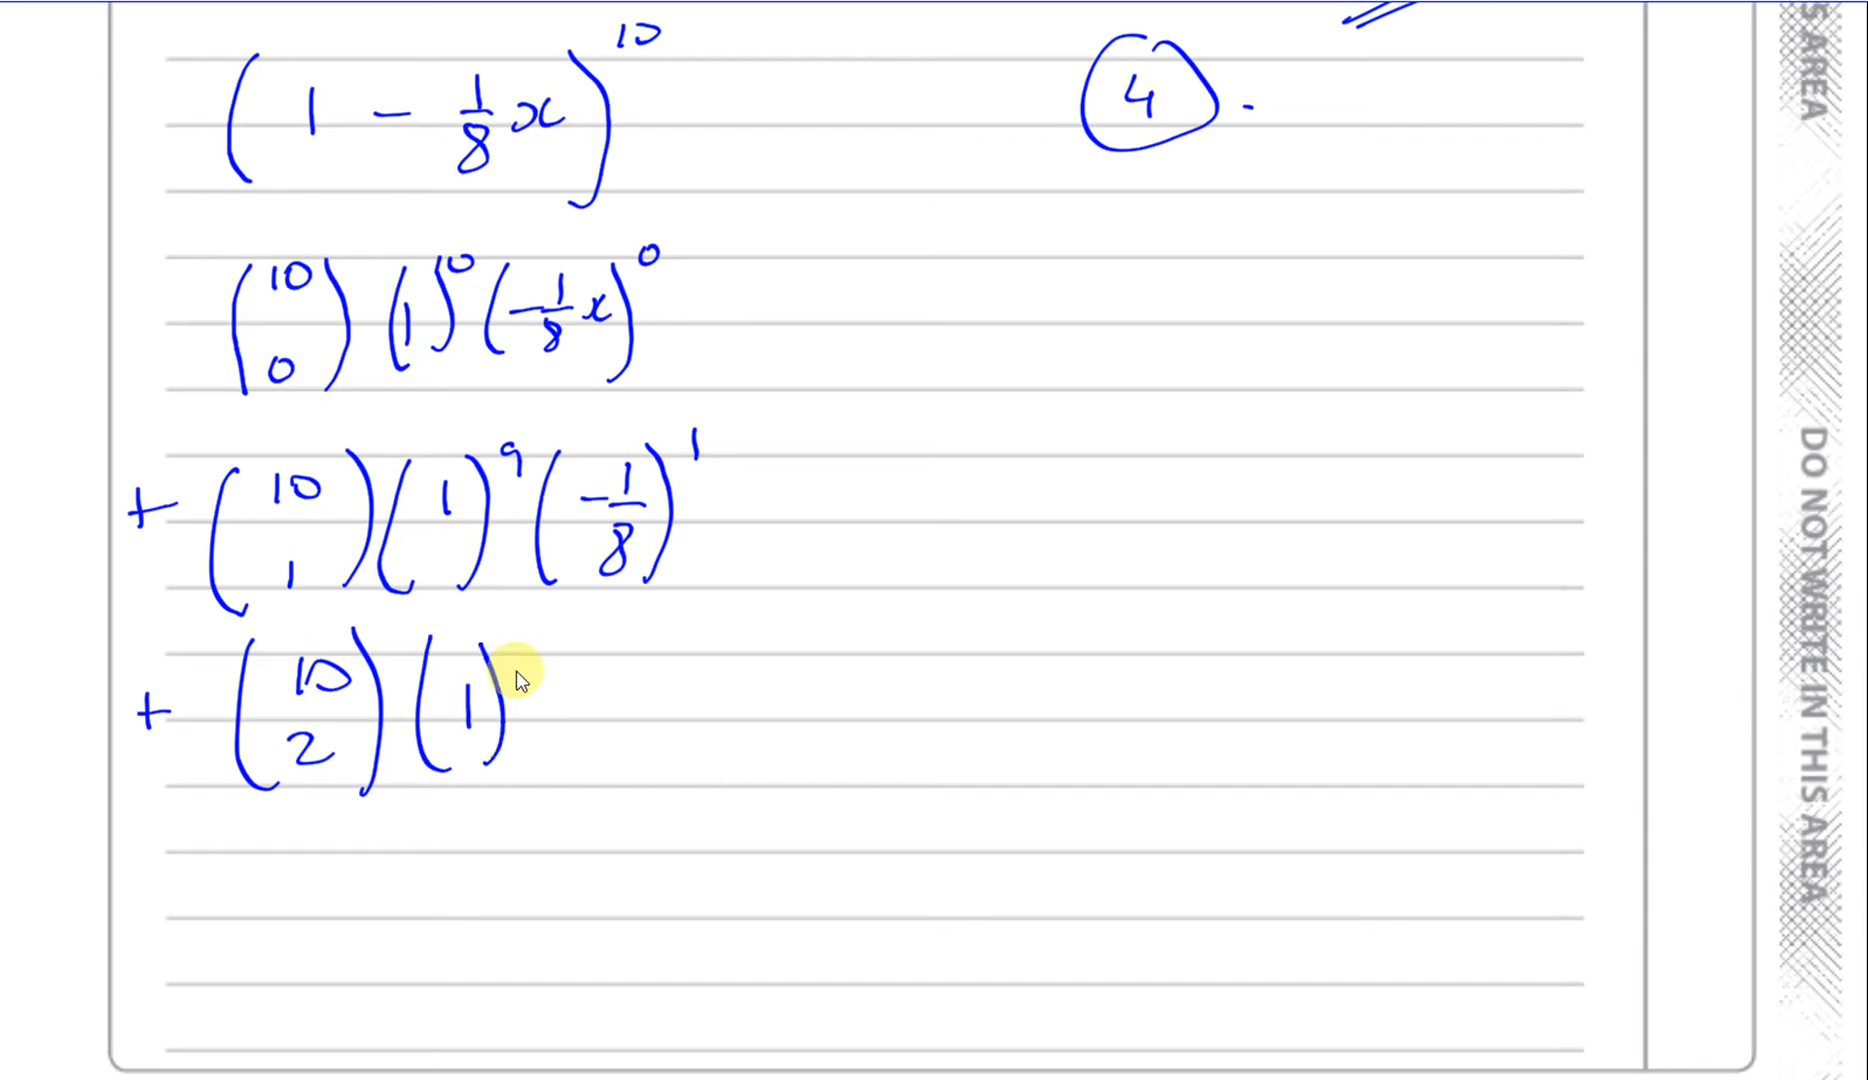 (1 - 1/8 x)^10
4.
(10 0) (1)^10 (-1/8 x)^0
+ (10 1) (1)^9 (-1/8)^1
+ (10 2) (1)
S AREA
DO NOT WRITE IN THIS AREA